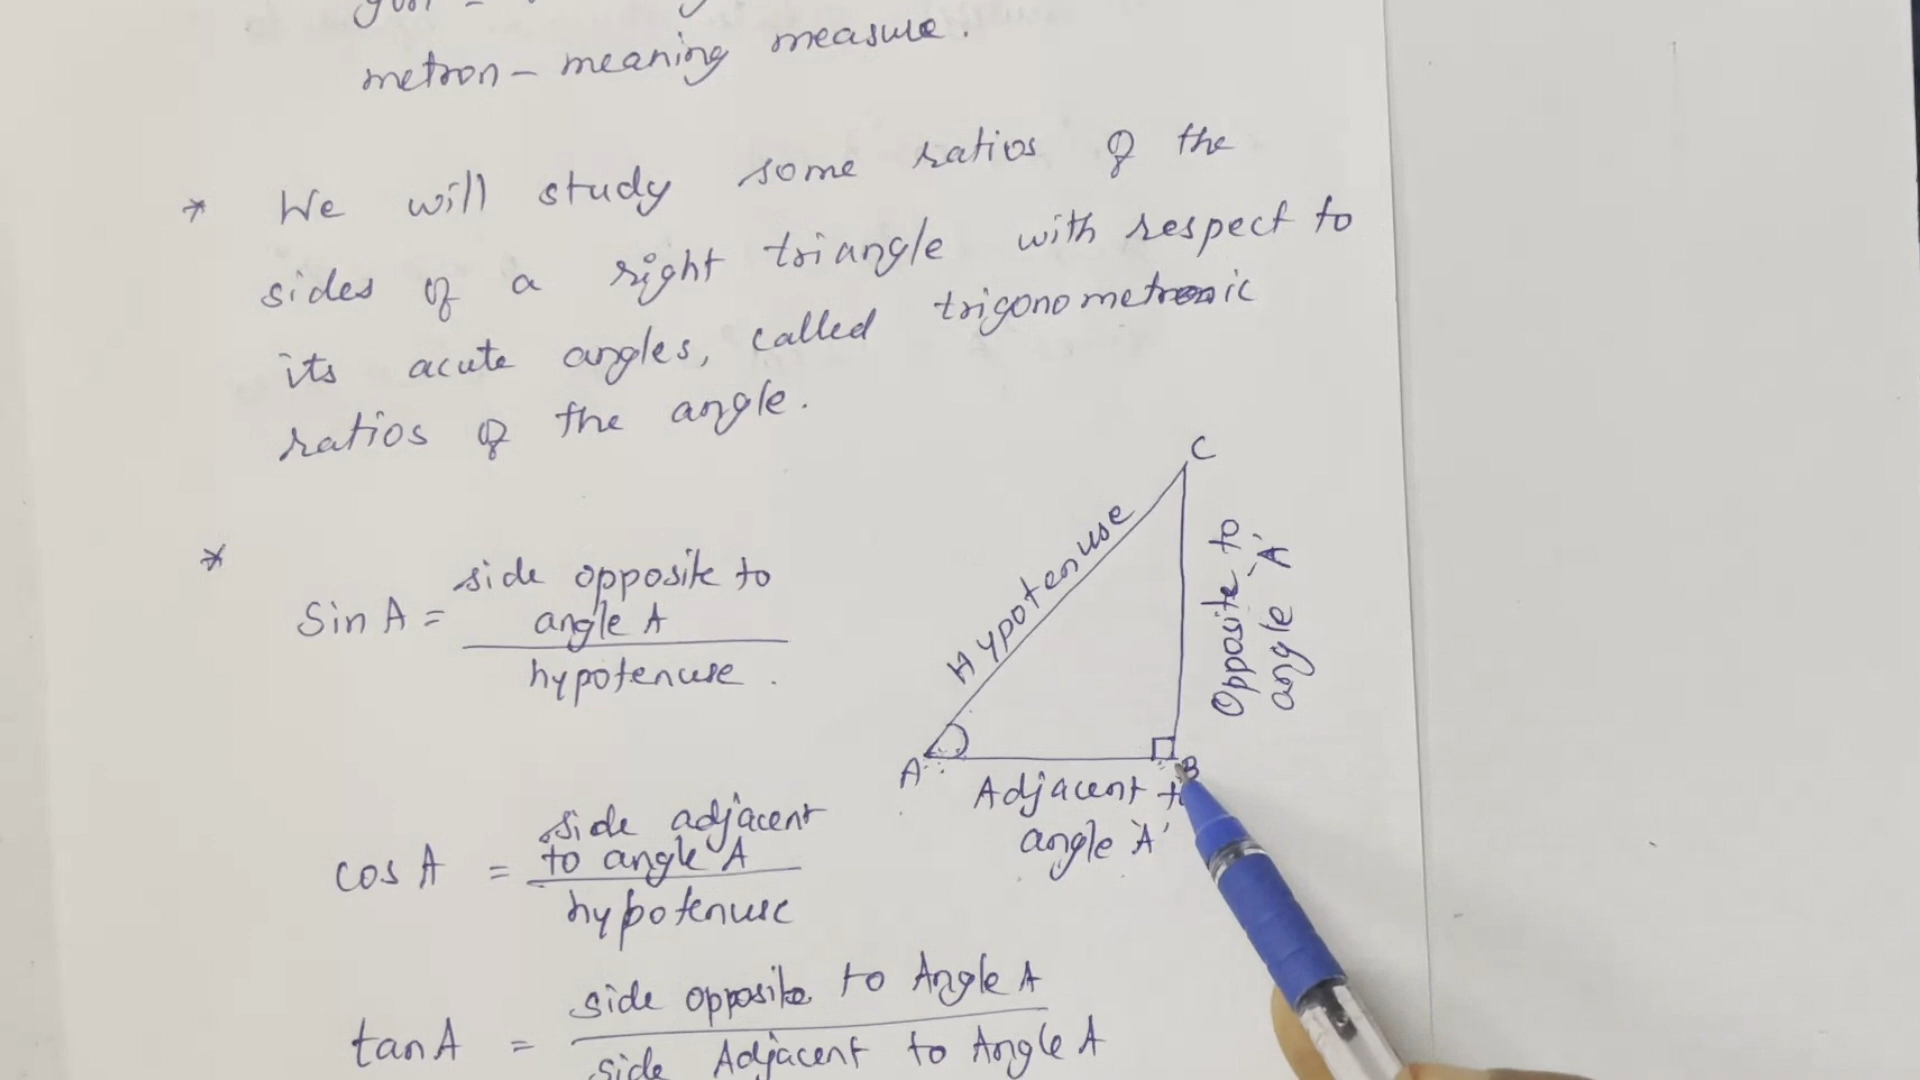 metron - meaning measure.
* We will study some ratios of the
sides of a right triangle with respect to
its acute angles, called trigonometronic
ratios of the angle.
*
Sin A = side opposite to
angle A
hypotenuse.
cos A = side adjacent
to angle A
hypotenuse
tan A = side opposite to Angle A
side Adjacent to Angle A
C
Hypotenuse
Opposite to
angle 'A'
A
B
Adjacent to
angle 'A'